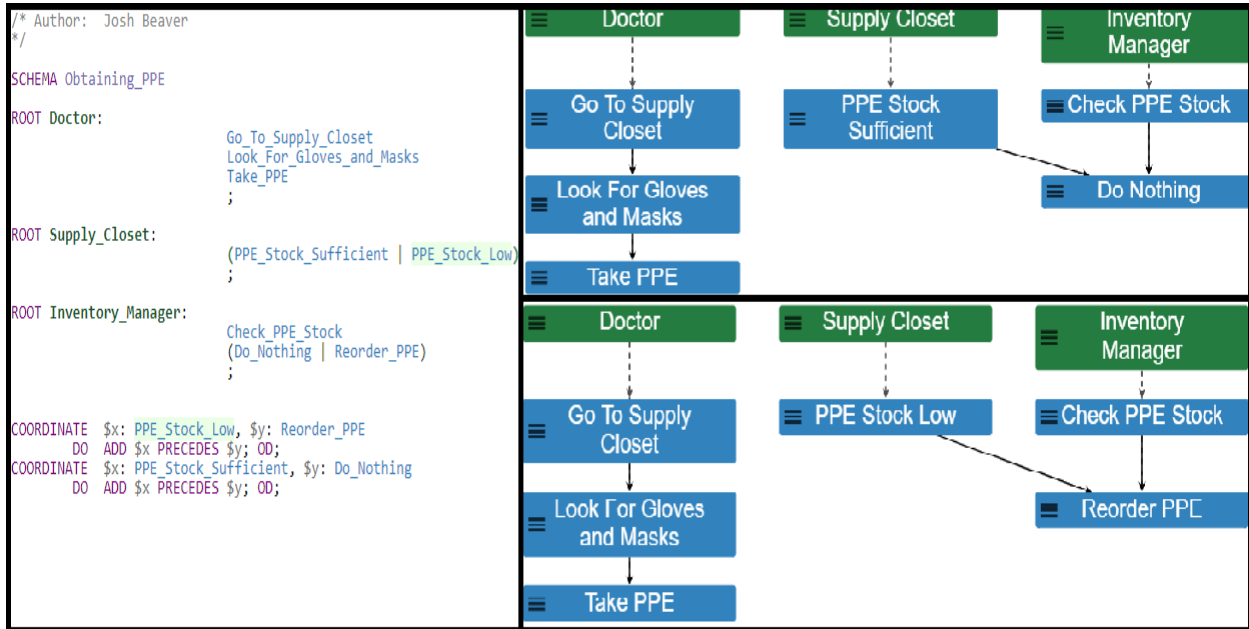 /* Author:  Josh Beaver
*/
SCHEMA Obtaining_PPE
ROOT Doctor:
Go_To_Supply_Closet
Look_For_Gloves_and_Masks
Take_PPE
;
ROOT Supply_Closet:
(PPE_Stock_Sufficient | PPE_Stock_Low)
;
ROOT Inventory_Manager:
Check_PPE_Stock
(Do_Nothing | Reorder_PPE)
;
COORDINATE  $x: PPE_Stock_Low, $y: Reorder_PPE
DO  ADD $x PRECEDES $y; OD;
COORDINATE  $x: PPE_Stock_Sufficient, $y: Do_Nothing
DO  ADD $x PRECEDES $y; OD;
Doctor
Go To Supply
Closet
Look For Gloves
and Masks
Take PPE
Supply Closet
PPE Stock
Sufficient
Inventory
Manager
Check PPE Stock
Do Nothing
Doctor
Go To Supply
Closet
Look For Gloves
and Masks
Take PPE
Supply Closet
PPE Stock Low
Inventory
Manager
Check PPE Stock
Reorder PPE